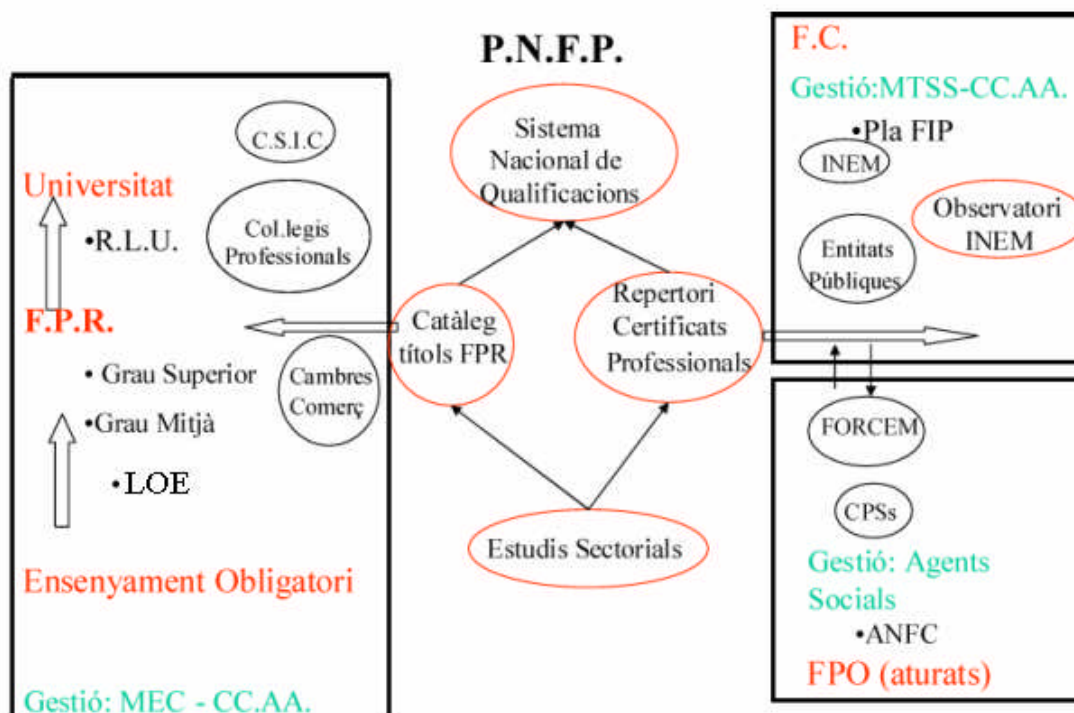 P.N.F.P.
Sistema
Nacional de
Qualificacions
C.S.I.C.
Universitat
•R.L.U.
Col.legis
Professionals
F.P.R.
• Grau Superior
•Grau Mitjà
•LOE
Cambres
Comerç
Ensenyament Obligatori
Gestió: MEC - CC.AA.
Catàleg
títols FPR
Repertori
Certificats
Professionals
Estudis Sectorials
F.C.
Gestió:MTSS-CC.AA.
•Pla FIP
INEM
Observatori
INEM
Entitats
Públiques
FORCEM
CPSs
Gestió: Agents
Socials
•ANFC
FPO (aturats)